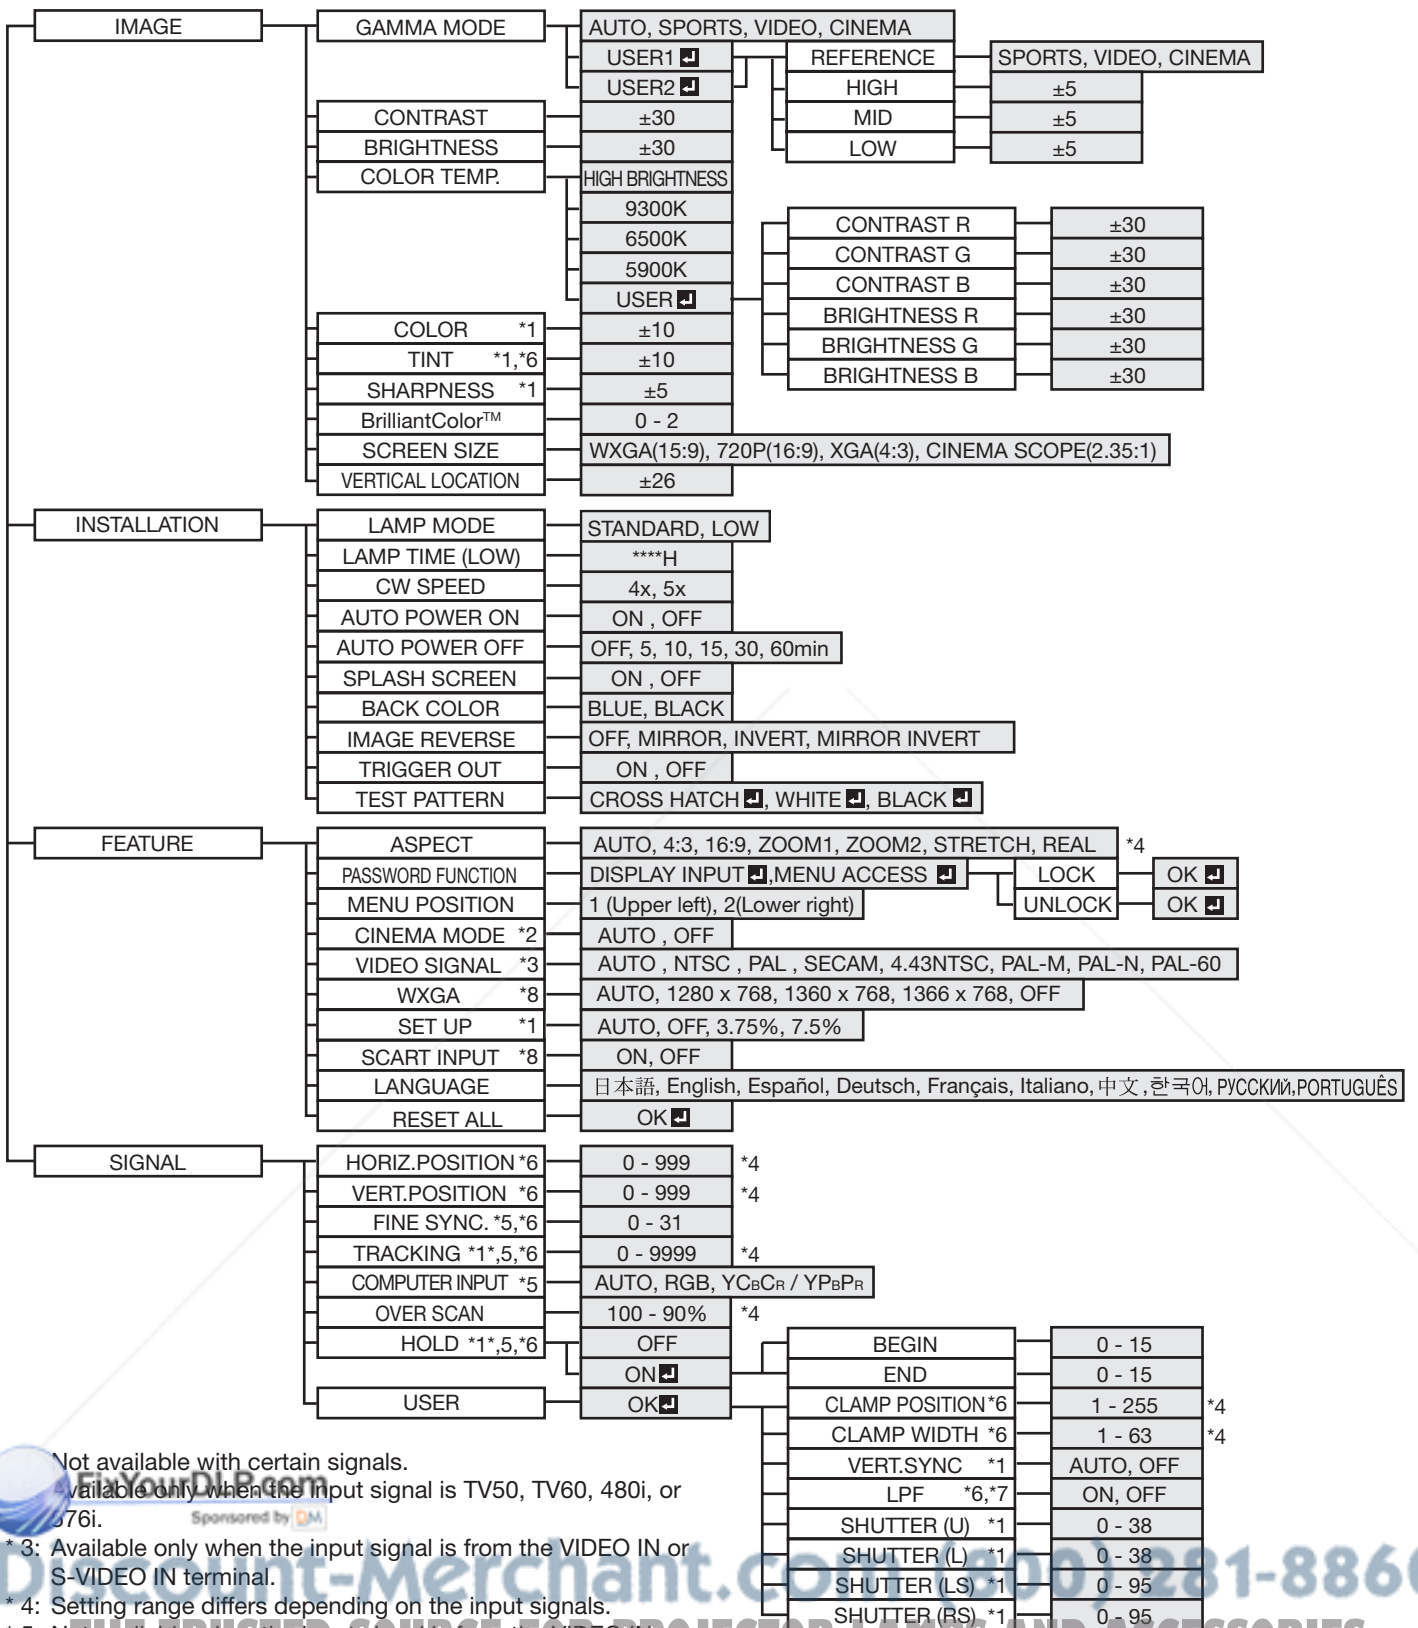 IMAGE GAMMA MODE AUTO, SPORTS, VIDEO, CINEMA
USER1 REFERENCE SPORTS, VIDEO, CINEMA
USER2 HIGH ±5
CONTRAST ±30 MID ±5
BRIGHTNESS ±30 LOW ±5
COLOR TEMP. HIGH BRIGHTNESS
9300K
6500K
5900K
USER
CONTRAST R ±30
CONTRAST G ±30
CONTRAST B ±30
BRIGHTNESS R ±30
BRIGHTNESS G ±30
BRIGHTNESS B ±30
COLOR *1 ±10
TINT *1,*6 ±10
SHARPNESS *1 ±5
BrilliantColor™ 0 - 2
SCREEN SIZE WXGA(15:9), 720P(16:9), XGA(4:3), CINEMA SCOPE(2.35:1)
VERTICAL LOCATION ±26
INSTALLATION LAMP MODE STANDARD, LOW
LAMP TIME (LOW) ****H
CW SPEED 4x, 5x
AUTO POWER ON ON , OFF
AUTO POWER OFF OFF, 5, 10, 15, 30, 60min
SPLASH SCREEN ON , OFF
BACK COLOR BLUE, BLACK
IMAGE REVERSE OFF, MIRROR, INVERT, MIRROR INVERT
TRIGGER OUT ON , OFF
TEST PATTERN CROSS HATCH , WHITE , BLACK
FEATURE ASPECT AUTO, 4:3, 16:9, ZOOM1, ZOOM2, STRETCH, REAL *4
PASSWORD FUNCTION DISPLAY INPUT ,MENU ACCESS LOCK OK
MENU POSITION 1 (Upper left), 2(Lower right) UNLOCK OK
CINEMA MODE *2 AUTO , OFF
VIDEO SIGNAL *3 AUTO , NTSC , PAL , SECAM, 4.43NTSC, PAL-M, PAL-N, PAL-60
WXGA *8 AUTO, 1280 x 768, 1360 x 768, 1366 x 768, OFF
SET UP *1 AUTO, OFF, 3.75%, 7.5%
SCART INPUT *8 ON, OFF
LANGUAGE 日本語, English, Español, Deutsch, Français, Italiano, 中文 ,한국어, РУССКИЙ,PORTUGUÊS
RESET ALL OK
SIGNAL HORIZ.POSITION *6 0 - 999 *4
VERT.POSITION *6 0 - 999 *4
FINE SYNC. *5,*6 0 - 31
TRACKING *1*,5,*6 0 - 9999 *4
COMPUTER INPUT *5 AUTO, RGB, YCBCR / YPBPR
OVER SCAN 100 - 90% *4
HOLD *1*,5,*6 OFF BEGIN 0 - 15
ON END 0 - 15
USER OK CLAMP POSITION *6 1 - 255 *4
CLAMP WIDTH *6 1 - 63 *4
VERT.SYNC *1 AUTO, OFF
LPF *6,*7 ON, OFF
SHUTTER (U) *1 0 - 38
SHUTTER (L) *1 0 - 38
SHUTTER (LS) *1 0 - 95
SHUTTER (RS) *1 0 - 95
Not available with certain signals.
Available only when the input signal is TV50, TV60, 480i, or
576i.
* 3: Available only when the input signal is from the VIDEO IN or
S-VIDEO IN terminal.
* 4: Setting range differs depending on the input signals.
FixYourDLP.com
Sponsored by DM
Discount-Merchant.com (800) 281-8860